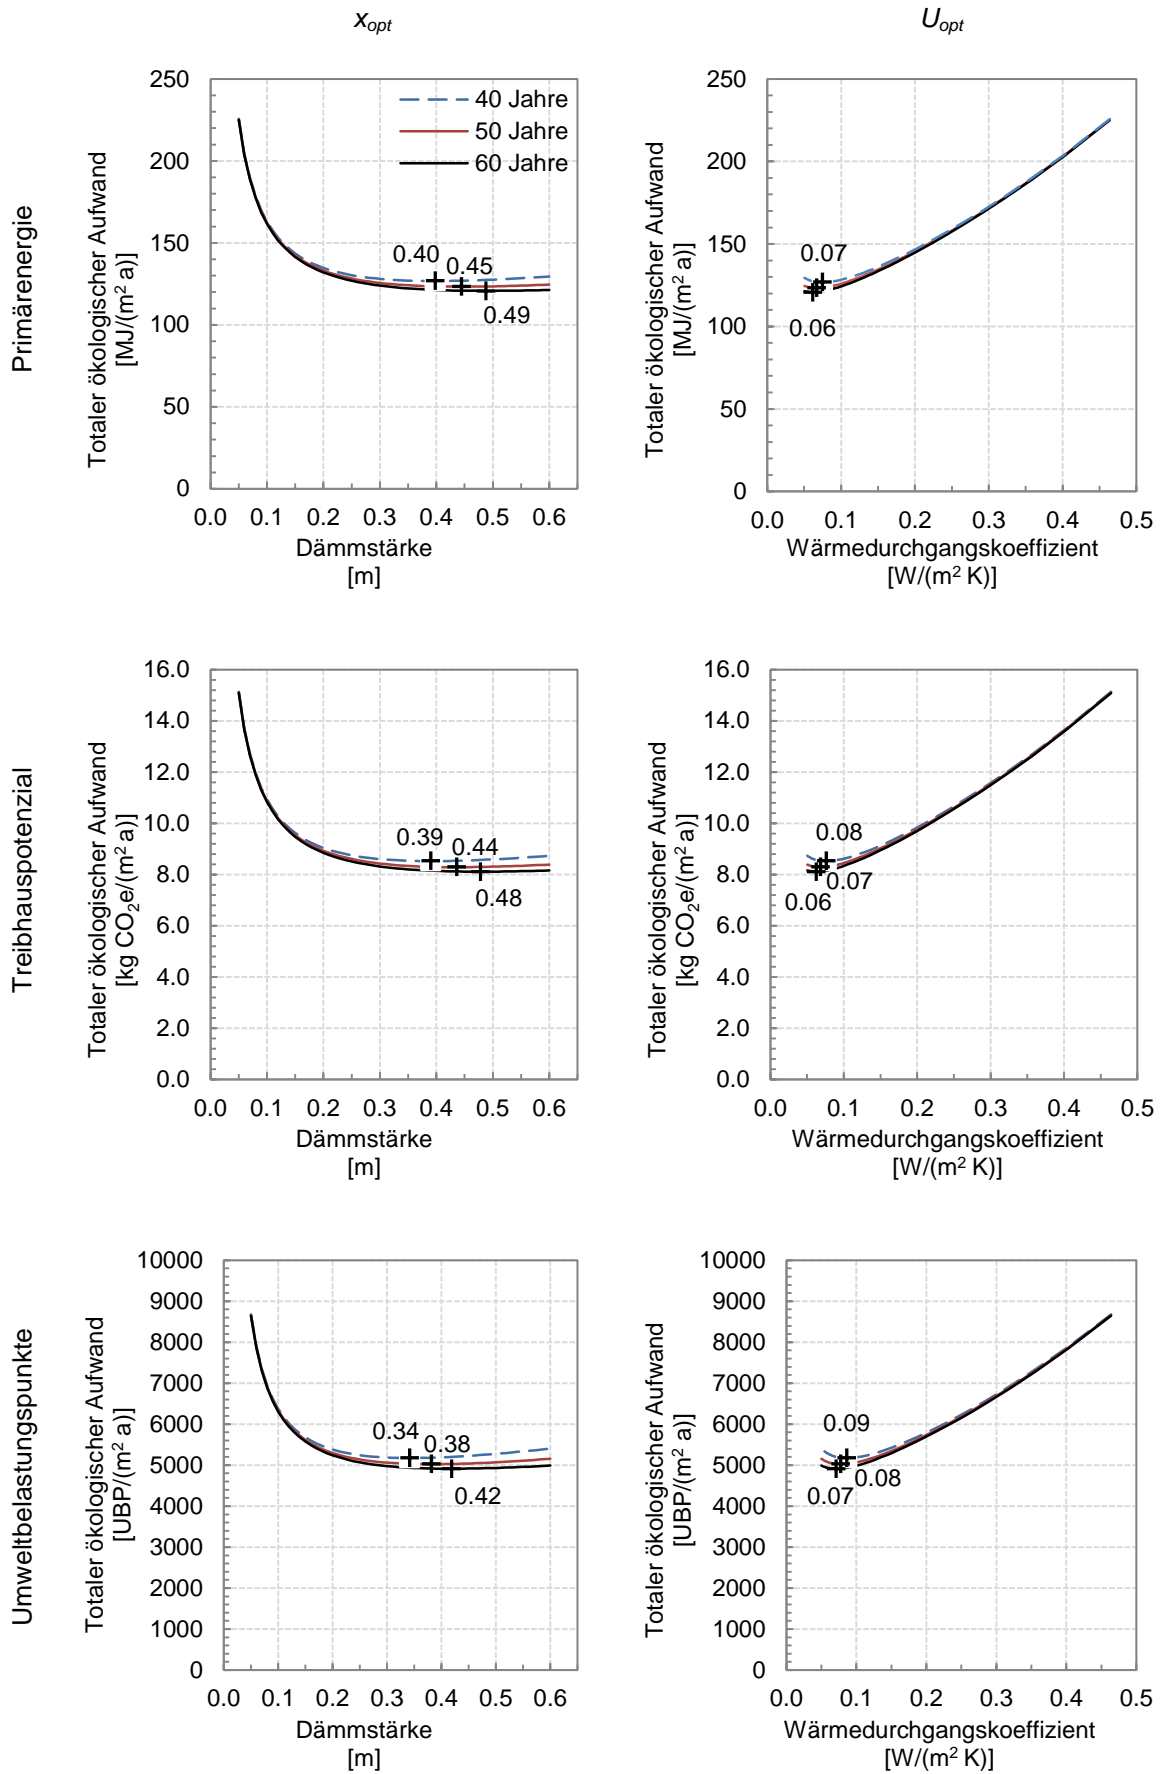 x_opt
U_opt
Primärenergie
Totaler ökologischer Aufwand
[MJ/(m² a)]
250
200
150
100
50
0
40 Jahre
50 Jahre
60 Jahre
0.40
0.45
0.49
0.0 0.1 0.2 0.3 0.4 0.5 0.6
Dämmstärke
[m]
Totaler ökologischer Aufwand
[MJ/(m² a)]
250
200
150
100
50
0
0.07
0.06
0.0 0.1 0.2 0.3 0.4 0.5
Wärmedurchgangskoeffizient
[W/(m² K)]
Treibhauspotenzial
Totaler ökologischer Aufwand
[kg CO₂e/(m² a)]
16.0
14.0
12.0
10.0
8.0
6.0
4.0
2.0
0.0
0.39
0.44
0.48
0.0 0.1 0.2 0.3 0.4 0.5 0.6
Dämmstärke
[m]
Totaler ökologischer Aufwand
[kg CO₂e/(m² a)]
16.0
14.0
12.0
10.0
8.0
6.0
4.0
2.0
0.0
0.08
0.07
0.06
0.0 0.1 0.2 0.3 0.4 0.5
Wärmedurchgangskoeffizient
[W/(m² K)]
Umweltbelastungspunkte
Totaler ökologischer Aufwand
[UBP/(m² a)]
10000
9000
8000
7000
6000
5000
4000
3000
2000
1000
0
0.34
0.38
0.42
0.0 0.1 0.2 0.3 0.4 0.5 0.6
Dämmstärke
[m]
Totaler ökologischer Aufwand
[UBP/(m² a)]
10000
9000
8000
7000
6000
5000
4000
3000
2000
1000
0
0.09
0.08
0.07
0.0 0.1 0.2 0.3 0.4 0.5
Wärmedurchgangskoeffizient
[W/(m² K)]